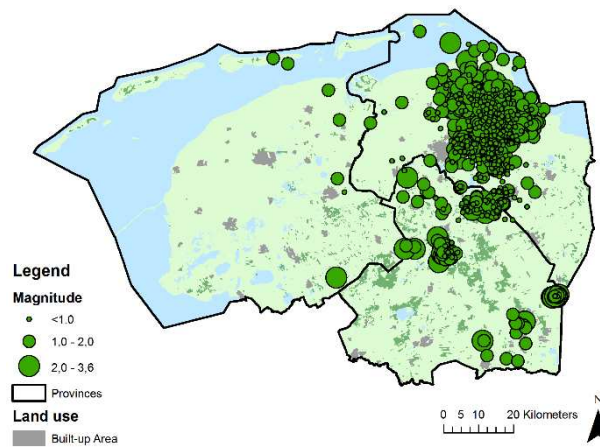 Legend
Magnitude
<1.0
1.0 - 2.0
2,0 - 3,6
Provinces
Land use
Built-up Area
0 5 10 20 Kilometers
N